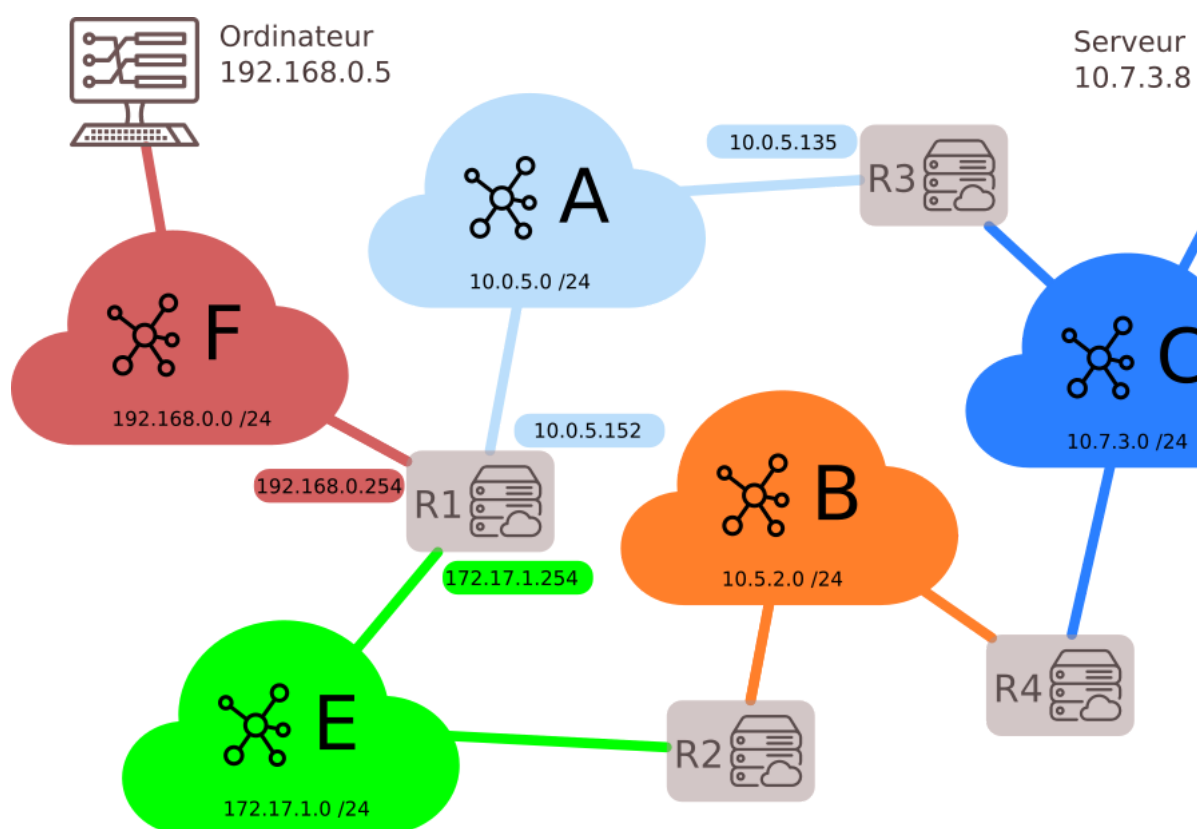 Ordinateur
192.168.0.5
Serveur
10.7.3.8
10.0.5.135
R3
A
10.0.5.0 /24
F
192.168.0.0 /24
C
10.7.3.0 /24
10.0.5.152
192.168.0.254
R1
B
10.5.2.0 /24
172.17.1.254
R4
E
R2
172.17.1.0 /24